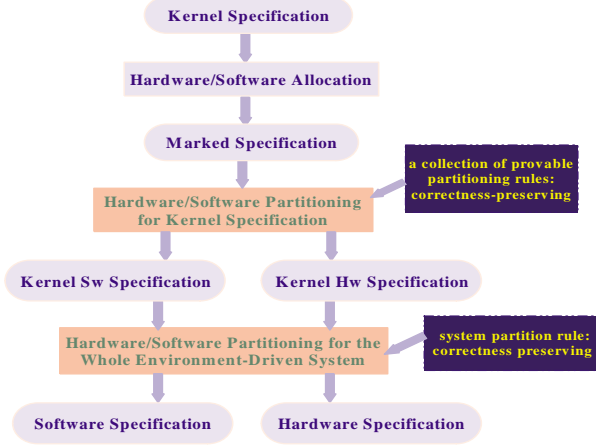 Kernel Specification
Hardware/Software Allocation
Marked Specification
a collection of provable
partitioning rules:
correctness-preserving
Hardware/Software Partitioning
for Kernel Specification
Kernel Sw Specification
Kernel Hw Specification
Hardware/Software Partitioning for the
Whole Environment-Driven System
system partition rule:
correctness preserving
Software Specification
Hardware Specification